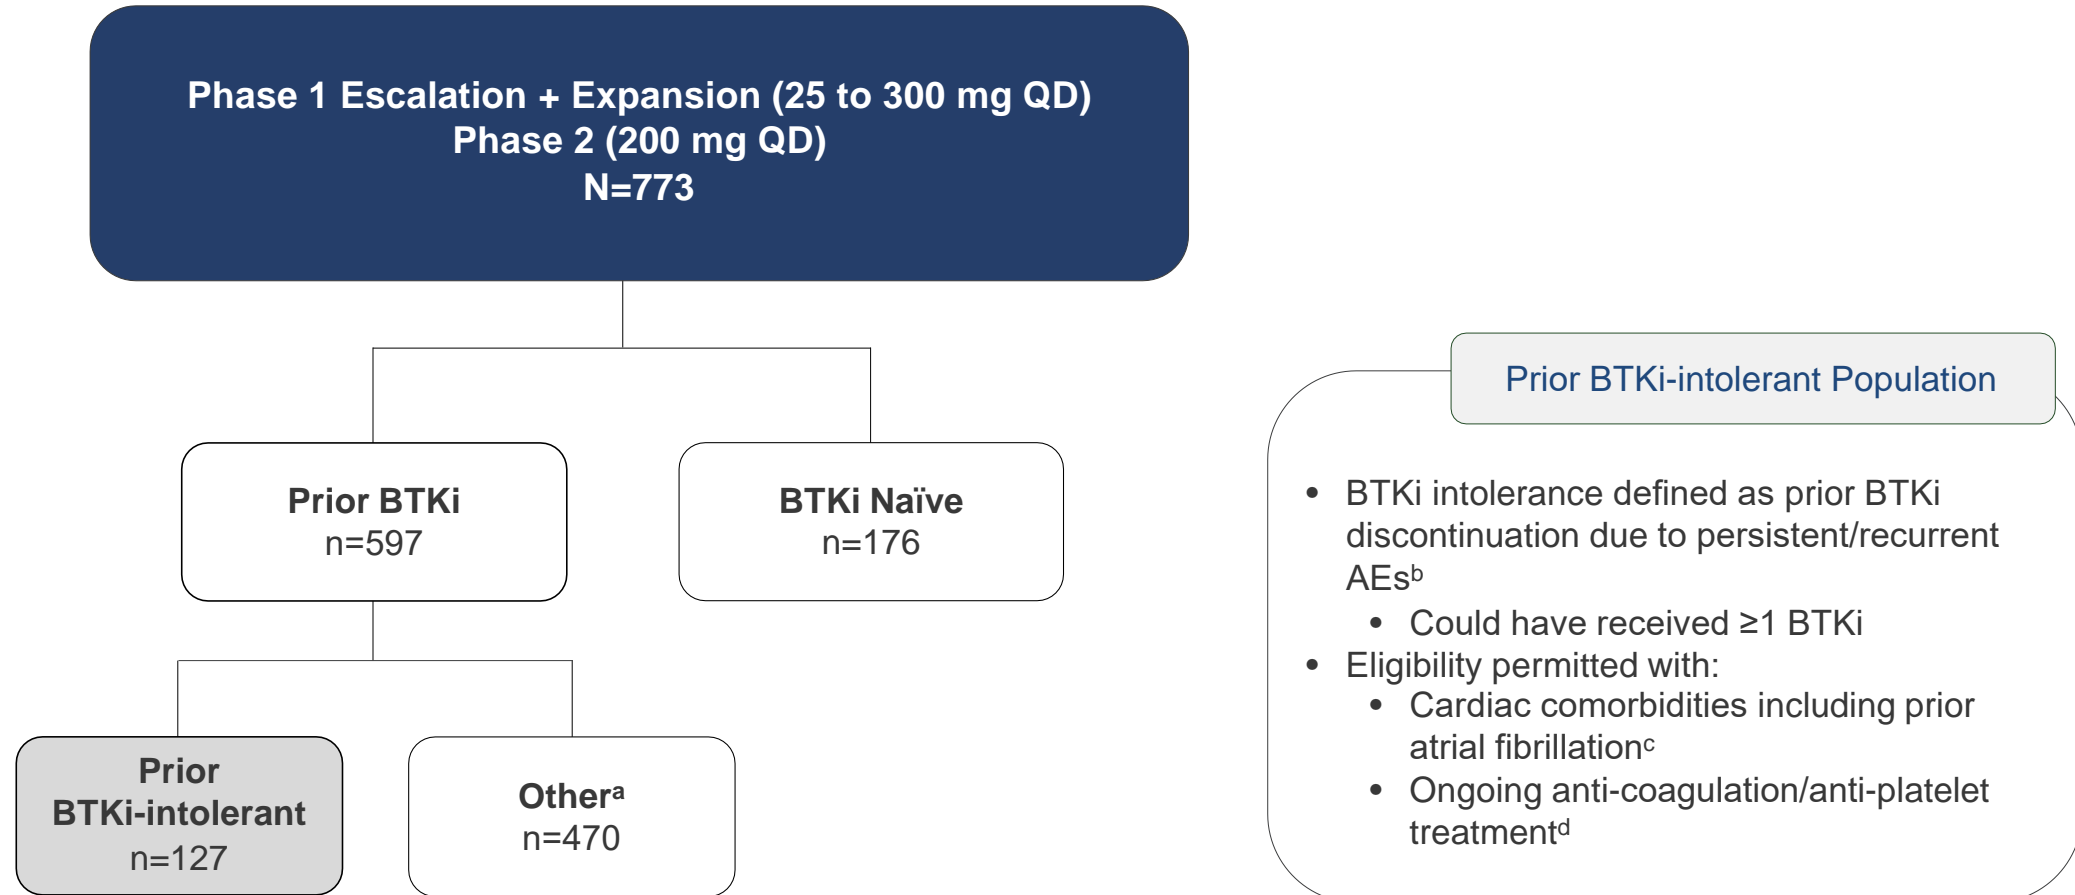 Phase 1 Escalation + Expansion (25 to 300 mg QD)
Phase 2 (200 mg QD)
N=773
Prior BTKi
n=597
BTKi Naïve
n=176
Prior
BTKi-intolerant
n=127
Otherᵃ
n=470
Prior BTKi-intolerant Population
• BTKi intolerance defined as prior BTKi
discontinuation due to persistent/recurrent
AEsᵇ
• Could have received ≥1 BTKi
• Eligibility permitted with:
• Cardiac comorbidities including prior
atrial fibrillationᶜ
• Ongoing anti-coagulation/anti-platelet
treatmentᵈ